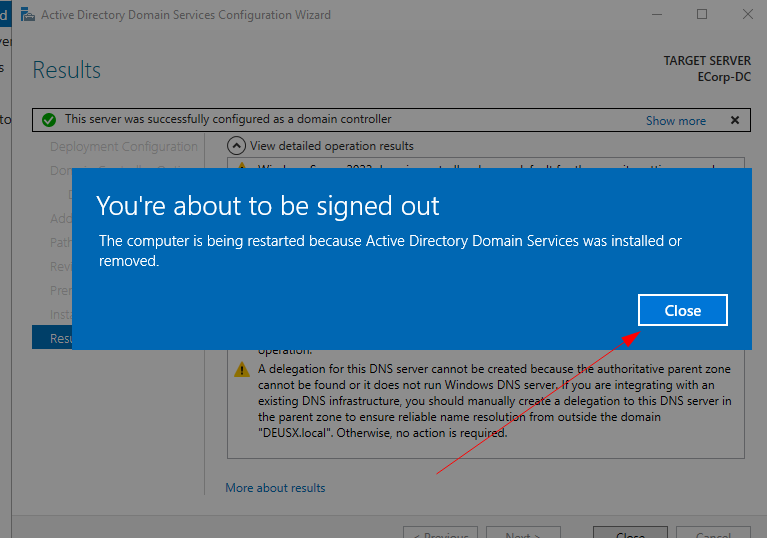 d
Active Directory Domain Services Configuration Wizard
Results
TARGET SERVER
ECorp-DC
This server was successfully configured as a domain controller
Show more
Deployment Configuration
View detailed operation results
You're about to be signed out
The computer is being restarted because Active Directory Domain Services was installed or
removed.
Close
operation.
A delegation for this DNS server cannot be created because the authoritative parent zone
cannot be found or it does not run Windows DNS server. If you are integrating with an
existing DNS infrastructure, you should manually create a delegation to this DNS server in
the parent zone to ensure reliable name resolution from outside the domain
"DEUSX.local". Otherwise, no action is required.
More about results
< Previous
Next >
Close
Cancel